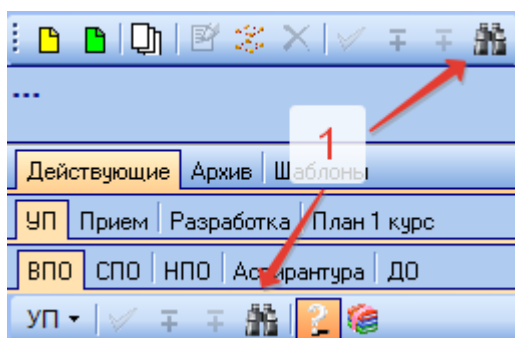 ...
1
Действующие Архив Шаблоны
УП Прием Разработка План 1 курс
ВПО СПО НПО Аспирантура ДО
УП